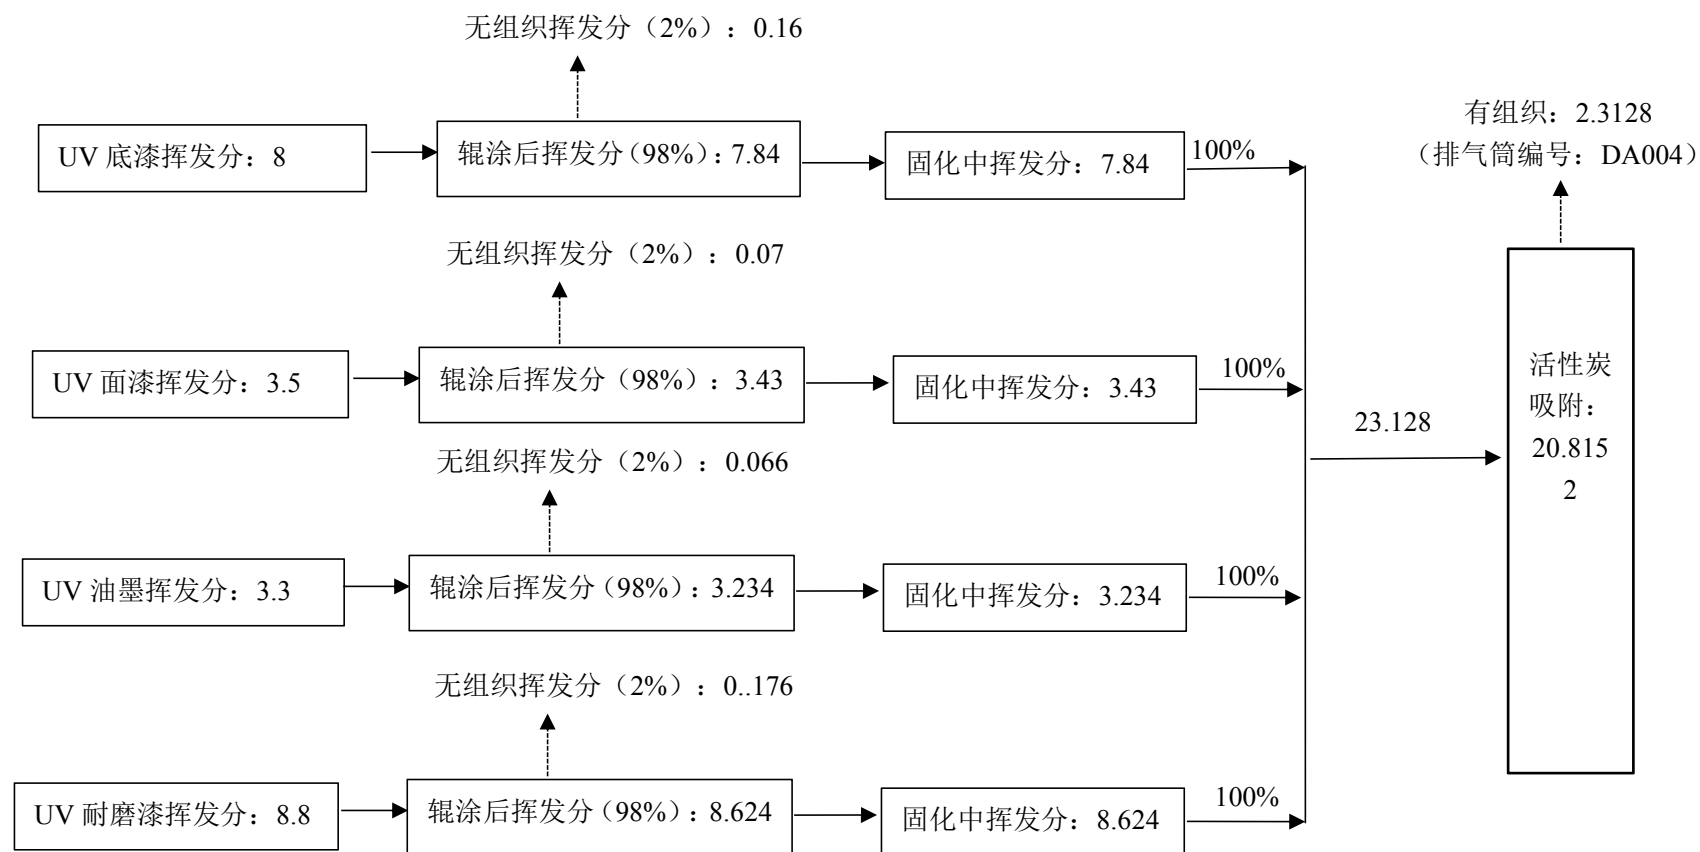 无组织挥发分（2%）：0.16
有组织：2.3128
（排气筒编号：DA004）
UV 底漆挥发分：8
辊涂后挥发分（98%）：7.84
固化中挥发分：7.84
100%
无组织挥发分（2%）：0.07
UV 面漆挥发分：3.5
辊涂后挥发分（98%）：3.43
固化中挥发分：3.43
100%
23.128
活性炭
吸附：
20.815
2
无组织挥发分（2%）：0.066
UV 油墨挥发分：3.3
辊涂后挥发分（98%）：3.234
固化中挥发分：3.234
100%
无组织挥发分（2%）：0..176
UV 耐磨漆挥发分：8.8
辊涂后挥发分（98%）：8.624
固化中挥发分：8.624
100%